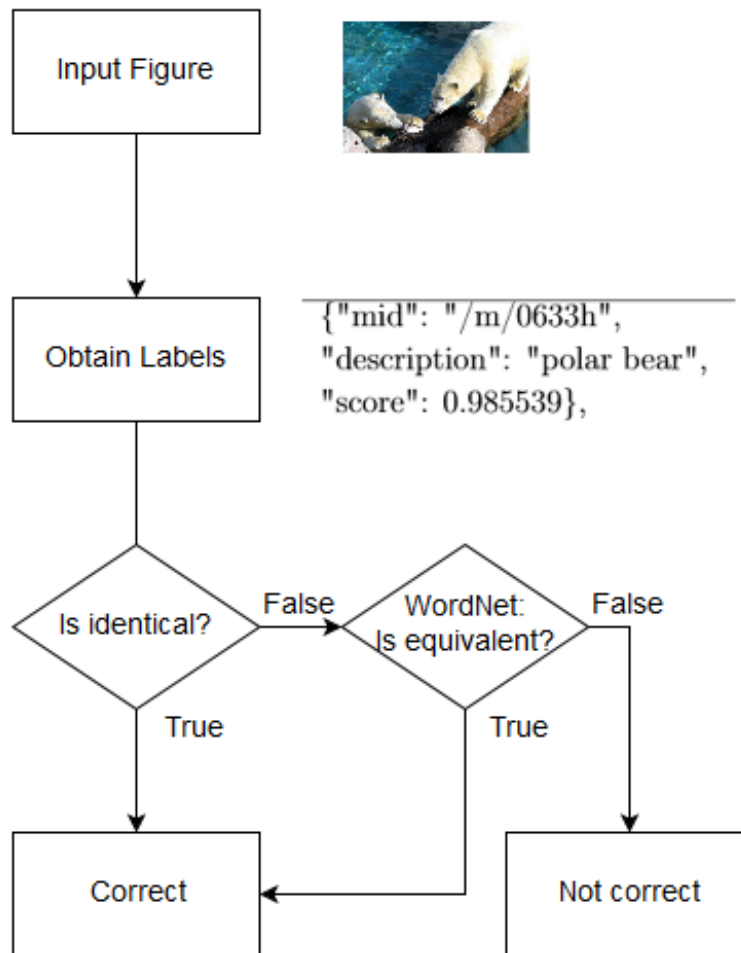 Input Figure
Obtain Labels
{"mid": "/m/0633h",
"description": "polar bear",
"score": 0.985539},
Is identical?
False
WordNet:
Is equivalent?
False
True
True
Correct
Not correct